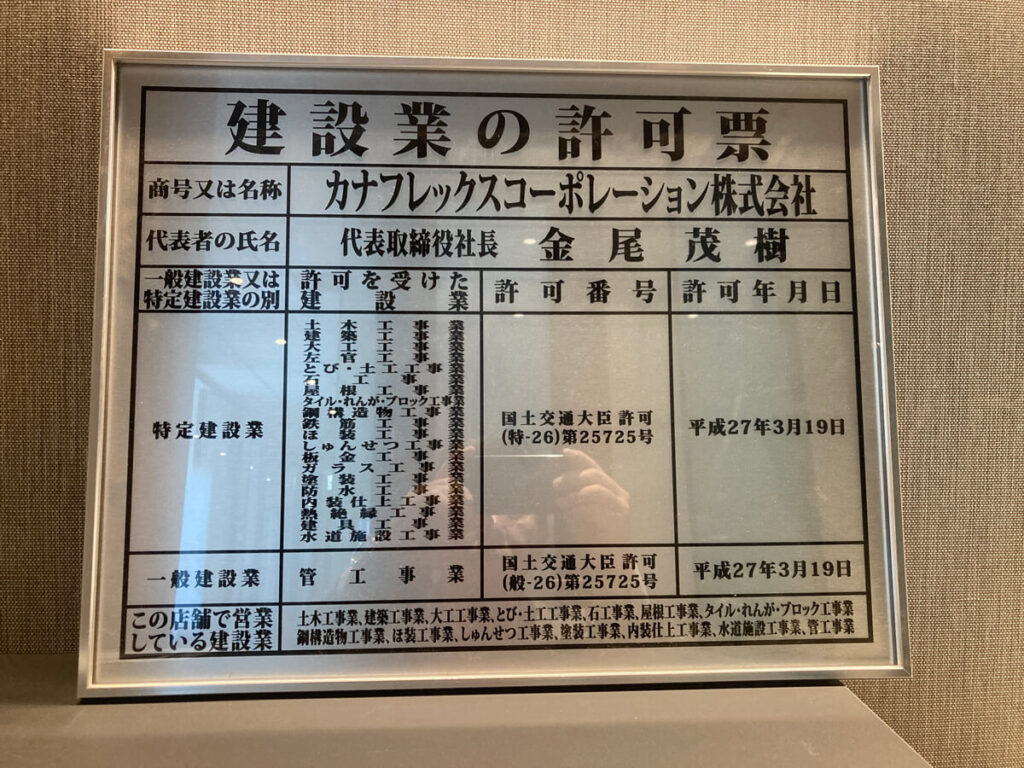 建設業の許可票
商号又は名称 カナフレックスコーポレーション株式会社
代表者の氏名 代表取締役社長 金尾茂樹
一般建設業又は特定建設業の別 許可を受けた建設業 許可番号 許可年月日
特定建設業
土木工事業
建築工事業
大工工事業
左官工事業
とび・土工工事業
石工事業
屋根工事業
タイル・れんが・ブロック工事業
鋼構造物工事業
鉄筋工事業
ほ装工事業
しゅんせつ工事業
板金工事業
ガラス工事業
塗装工事業
防水工事業
内装仕上工事業
熱絶縁工事業
建具工事業
水道施設工事業
国土交通大臣許可
(特-26)第25725号
平成27年3月19日
一般建設業 管工事業
国土交通大臣許可
(般-26)第25725号
平成27年3月19日
この店舗で営業
している建設業
土木工事業、建築工事業、大工工事業、とび・土工工事業、石工事業、屋根工事業、タイル・れんが・ブロック工事業
鋼構造物工事業、ほ装工事業、しゅんせつ工事業、塗装工事業、内装仕上工事業、水道施設工事業、管工事業